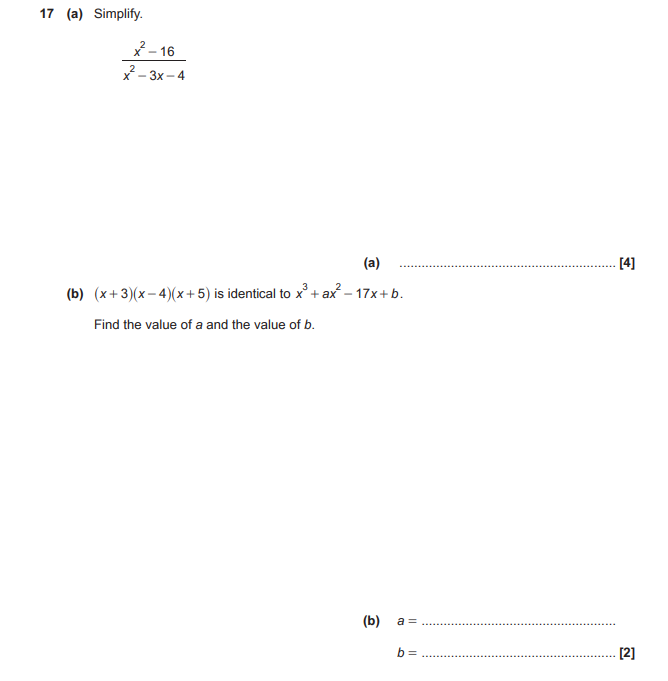 17 (a) Simplify.
x² – 16
x² – 3x – 4
(a) ........................................................... [4]
(b) (x + 3)(x – 4)(x + 5) is identical to x³ + ax² – 17x + b.
Find the value of a and the value of b.
(b) a = .....................................................
b = ..................................................... [2]